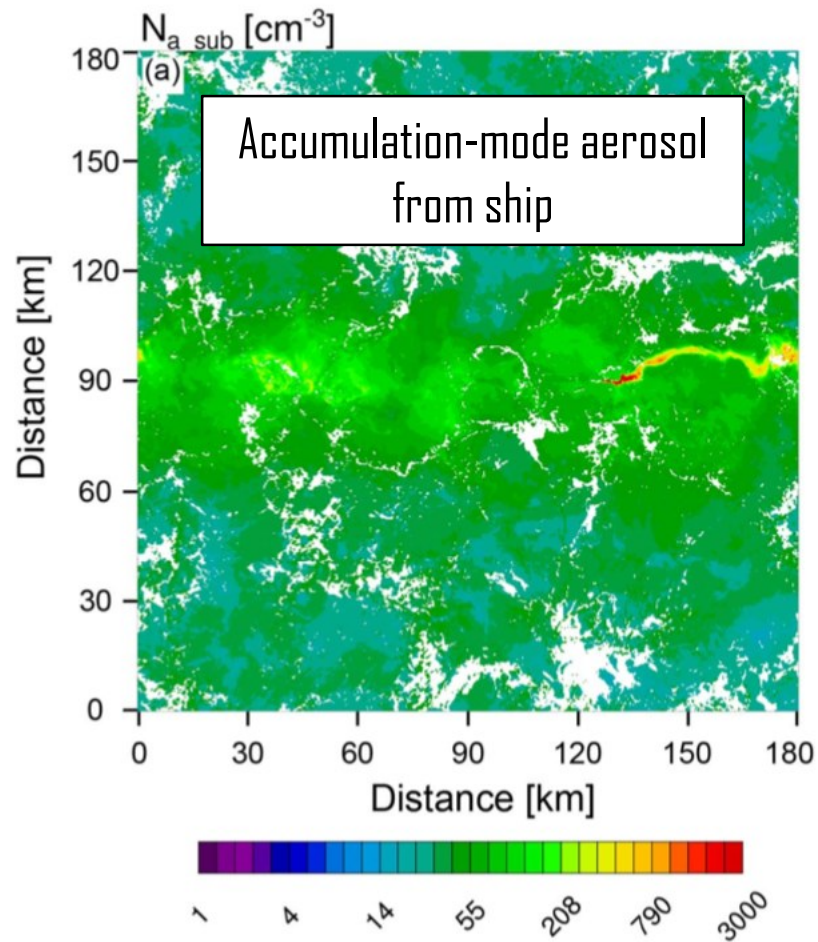 N_a_sub [cm⁻³]
(a)
Accumulation-mode aerosol
from ship
180
150
120
90
60
30
0
Distance [km]
0 30 60 90 120 150 180
Distance [km]
1 4 14 55 208 790 3000